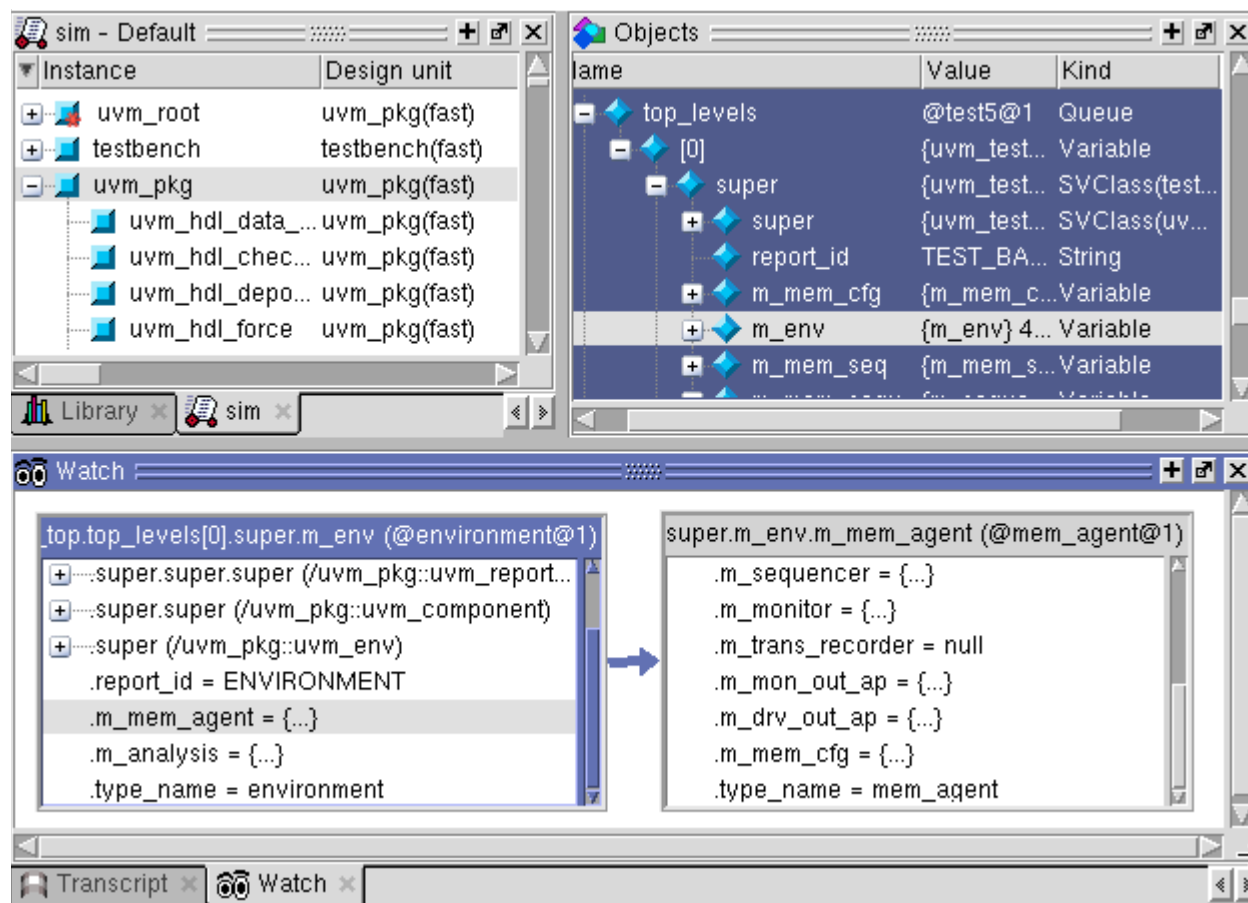 sim - Default
Instance Design unit
uvm_root uvm_pkg(fast)
testbench testbench(fast)
uvm_pkg uvm_pkg(fast)
uvm_hdl_data_... uvm_pkg(fast)
uvm_hdl_chec... uvm_pkg(fast)
uvm_hdl_depo... uvm_pkg(fast)
uvm_hdl_force uvm_pkg(fast)
Library sim
Objects
lame Value Kind
top_levels @test5@1 Queue
[0] {uvm_test... Variable
super {uvm_test... SVClass(test...
super {uvm_test... SVClass(uv...
report_id TEST_BA... String
m_mem_cfg {m_mem_c... Variable
m_env {m_env} 4... Variable
m_mem_seq {m_mem_s... Variable
Watch
_top.top_levels[0].super.m_env (@environment@1)
.super.super.super (/uvm_pkg::uvm_report...
.super.super (/uvm_pkg::uvm_component)
.super (/uvm_pkg::uvm_env)
.report_id = ENVIRONMENT
.m_mem_agent = {...}
.m_analysis = {...}
.type_name = environment
super.m_env.m_mem_agent (@mem_agent@1)
.m_sequencer = {...}
.m_monitor = {...}
.m_trans_recorder = null
.m_mon_out_ap = {...}
.m_drv_out_ap = {...}
.m_mem_cfg = {...}
.type_name = mem_agent
Transcript Watch